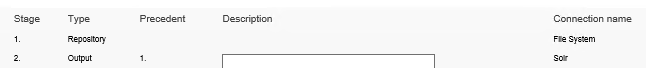 Stage Type Precedent Description Connection name
1. Repository File System
2. Output 1. Solr